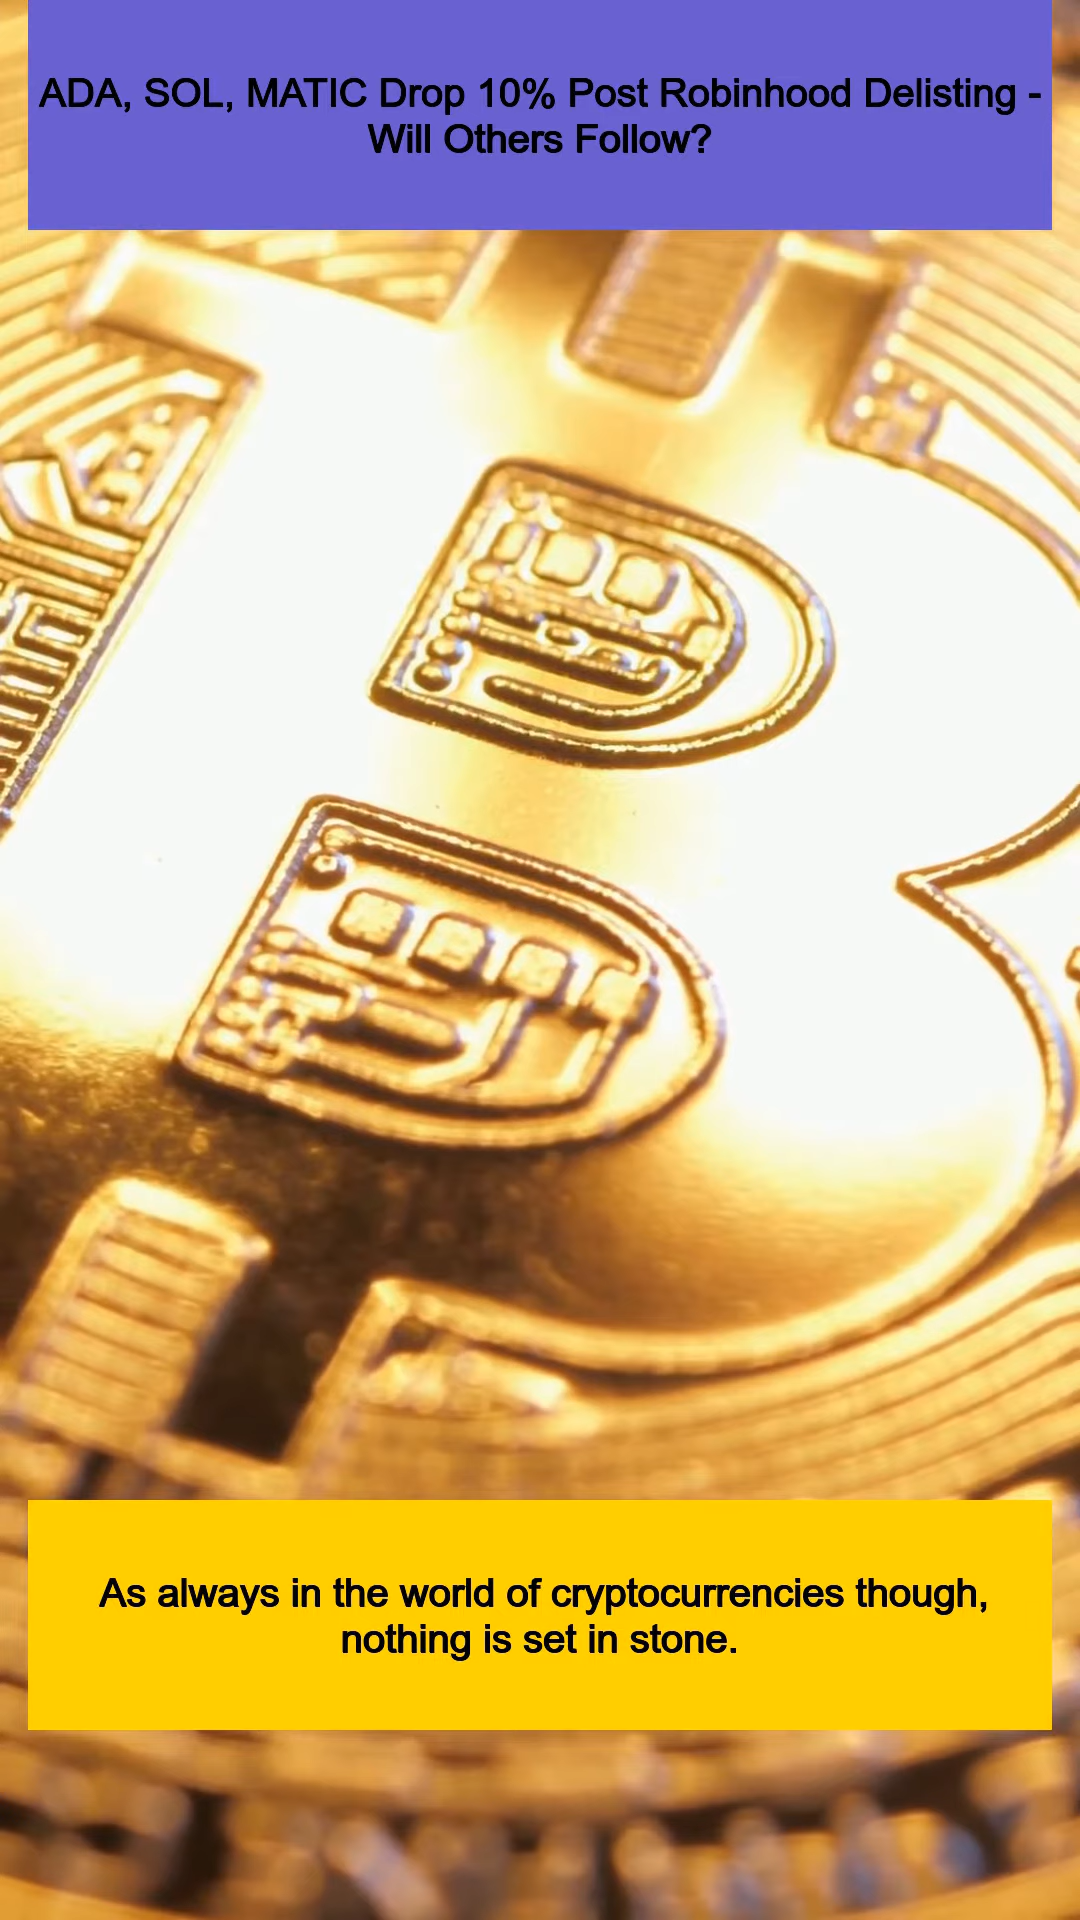 ADA, SOL, MATIC Drop 10% Post Robinhood Delisting -
Will Others Follow?
As always in the world of cryptocurrencies though,
nothing is set in stone.